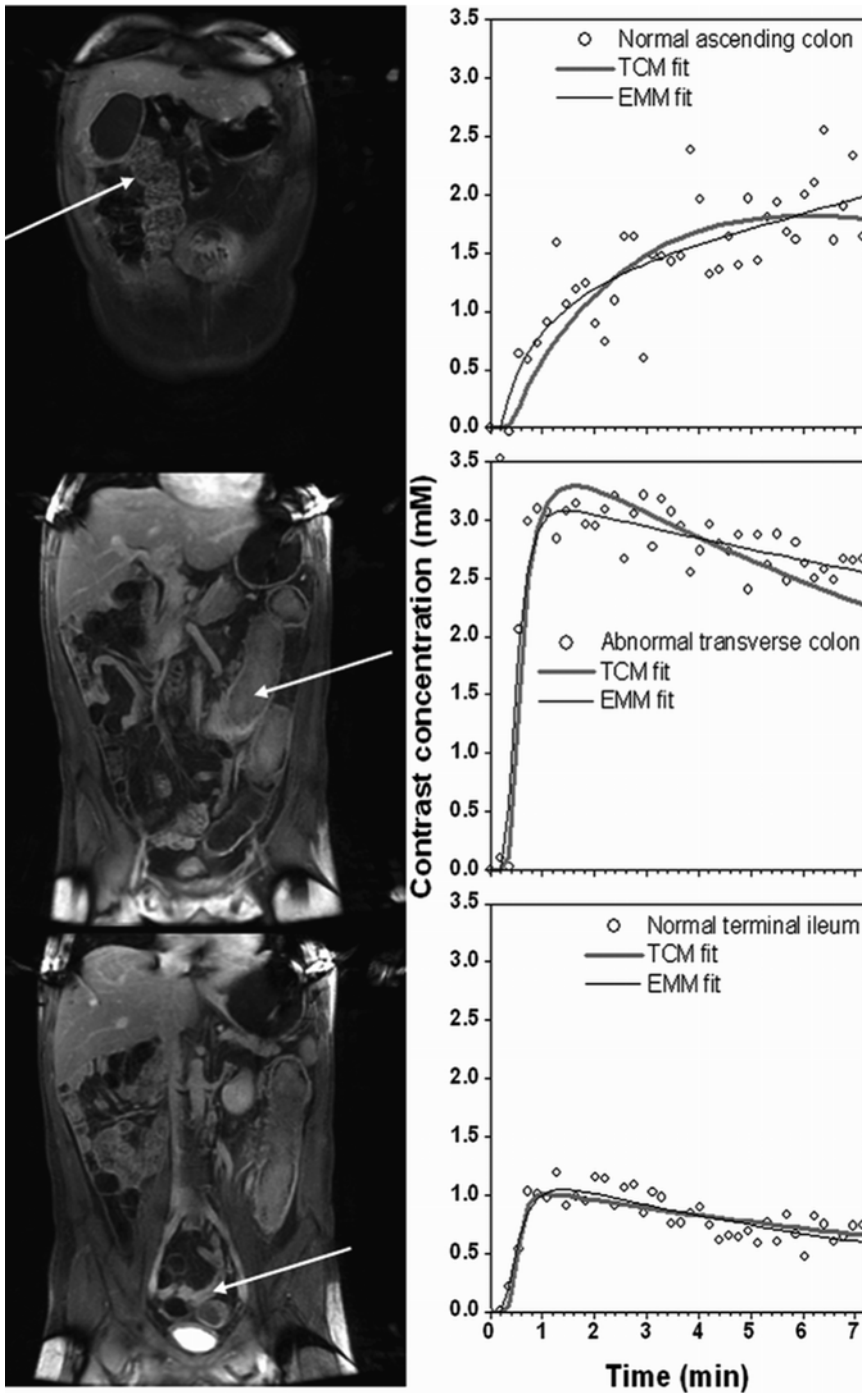 3.5
3.0
2.5
2.0
1.5
1.0
0.5
0.0
Normal ascending colon
TCM fit
EMM fit
3.5
3.0
2.5
2.0
1.5
1.0
0.5
0.0
Abnormal transverse colon
TCM fit
EMM fit
Contrast concentration (mM)
3.5
3.0
2.5
2.0
1.5
1.0
0.5
0.0
Normal terminal ileum
TCM fit
EMM fit
0 1 2 3 4 5 6 7
Time (min)